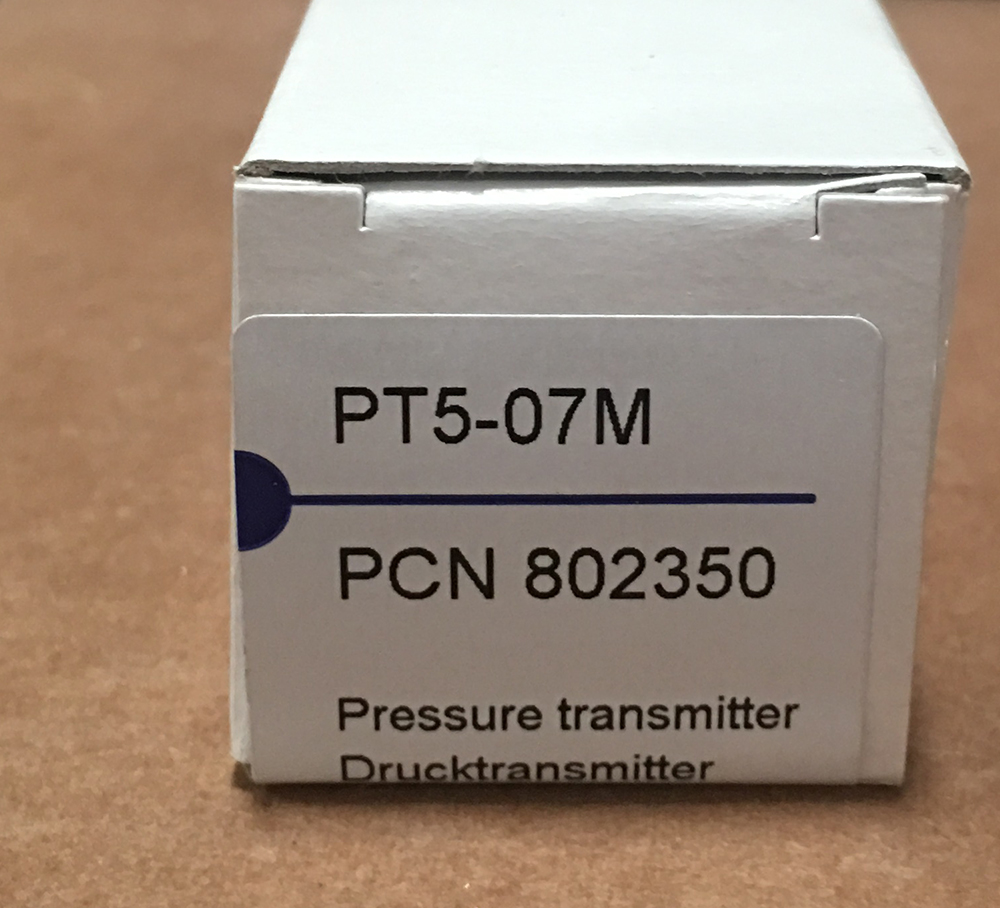 PT5-07M
PCN 802350
Pressure transmitter
Drucktransmitter